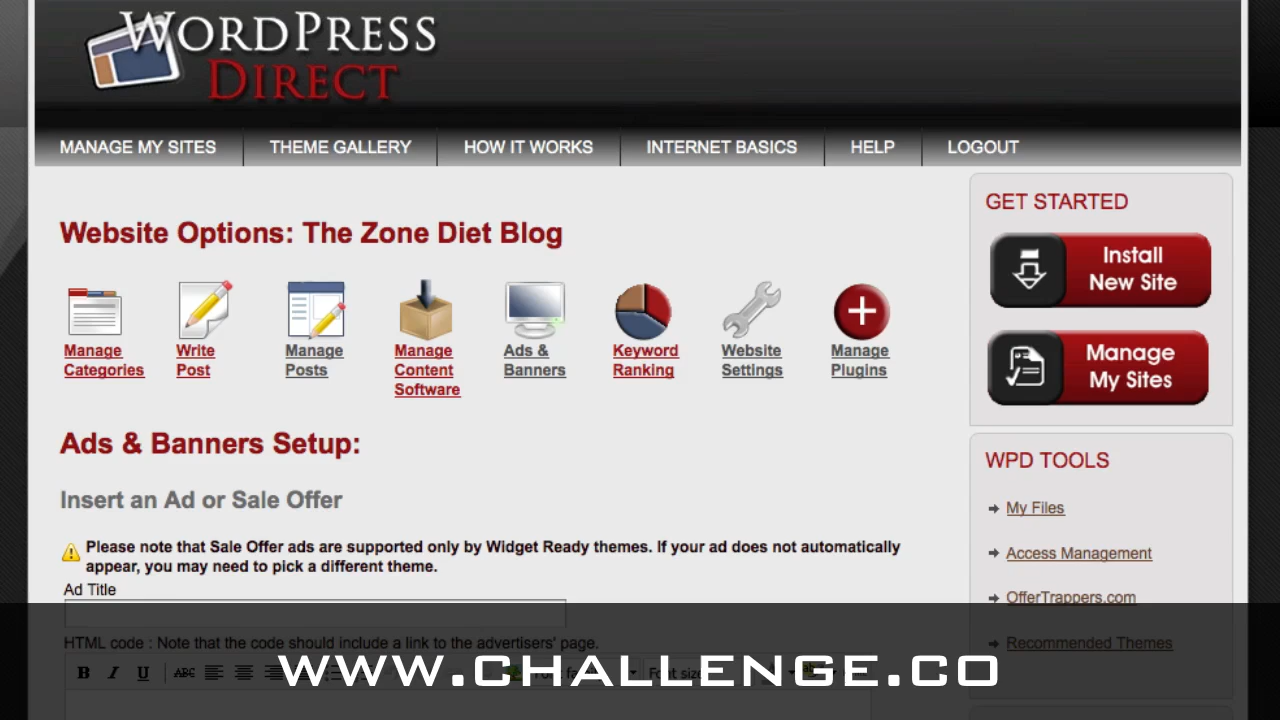 WORDPRESS
DIRECT
MANAGE MY SITES THEME GALLERY HOW IT WORKS INTERNET BASICS HELP LOGOUT
Website Options: The Zone Diet Blog
Manage Categories
Write Post
Manage Posts
Manage Content Software
Ads & Banners
Keyword Ranking
Website Settings
Manage Plugins
Ads & Banners Setup:
Insert an Ad or Sale Offer
Please note that Sale Offer ads are supported only by Widget Ready themes. If your ad does not automatically
appear, you may need to pick a different theme.
Ad Title
HTML code : Note that the code should include a link to the advertisers' page.
B I U ABC
GET STARTED
Install
New Site
Manage
My Sites
WPD TOOLS
My Files
Access Management
OfferTrappers.com
Recommended Themes
WWW.CHALLENGE.CO